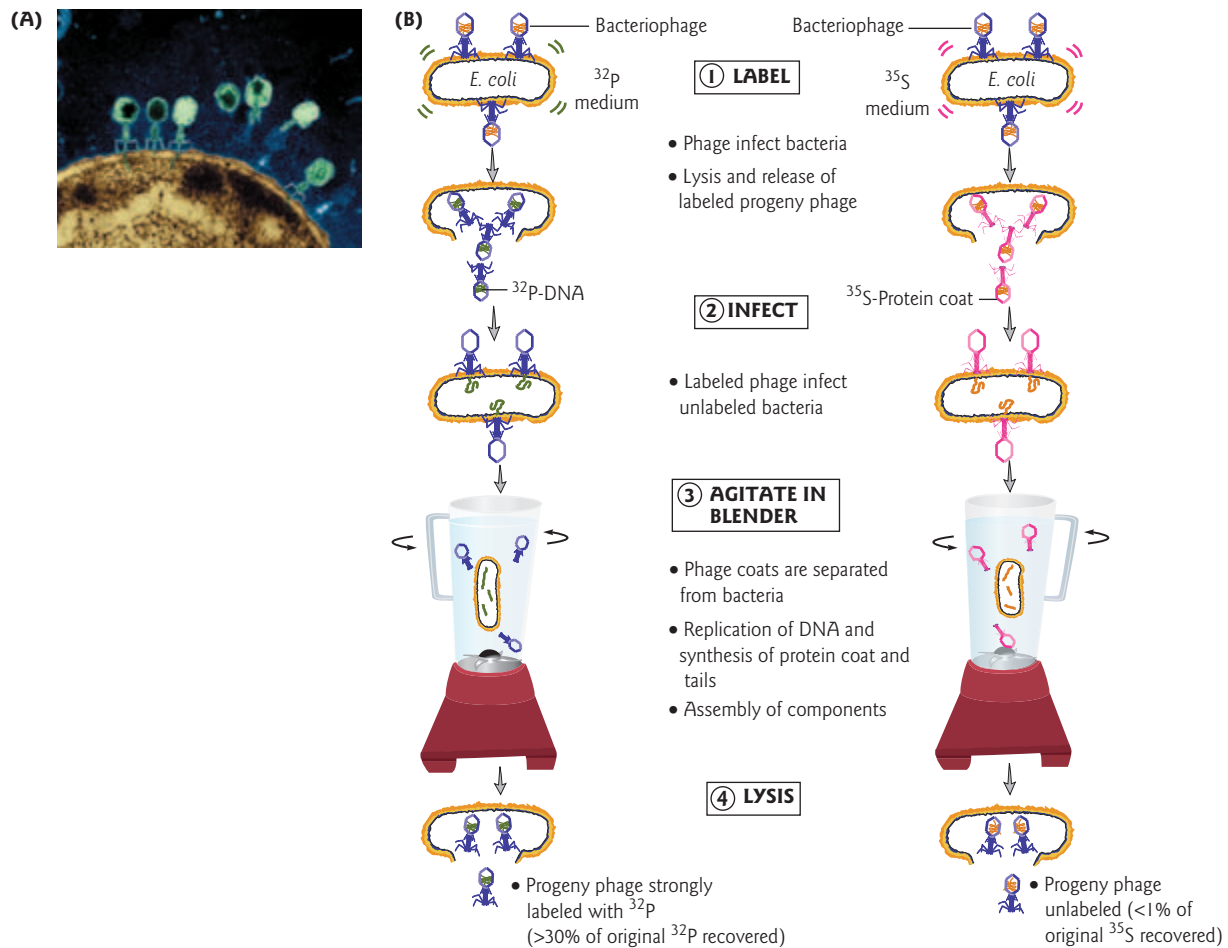 (A)
(B)
Bacteriophage
Bacteriophage
E. coli
32P
medium
① LABEL
35S
medium
E. coli
• Phage infect bacteria
• Lysis and release of
labeled progeny phage
32P-DNA
35S-Protein coat
② INFECT
• Labeled phage infect
unlabeled bacteria
③ AGITATE IN
BLENDER
• Phage coats are separated
from bacteria
• Replication of DNA and
synthesis of protein coat and
tails
• Assembly of components
④ LYSIS
• Progeny phage strongly
labeled with 32P
(>30% of original 32P recovered)
• Progeny phage
unlabeled (<1% of
original 35S recovered)